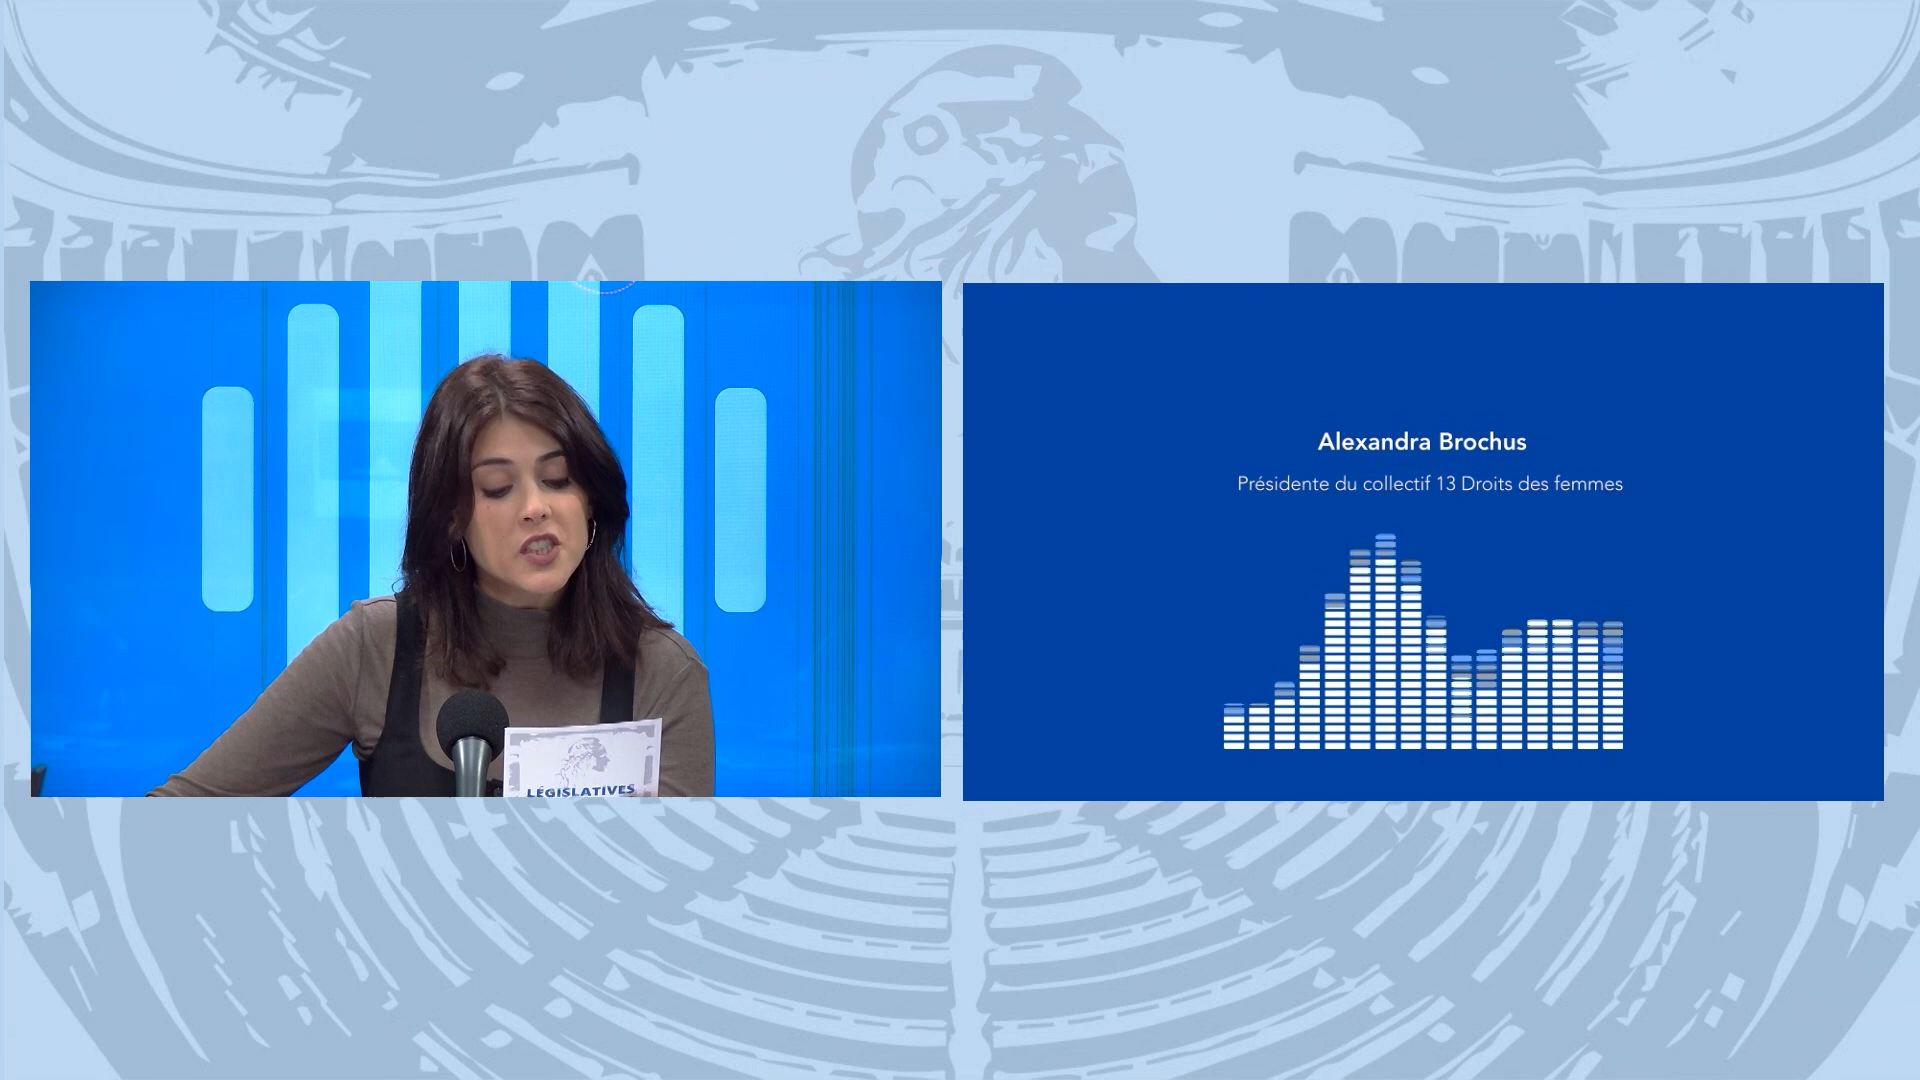 LÉGISLATIVES
Alexandra Brochus
Présidente du collectif 13 Droits des femmes